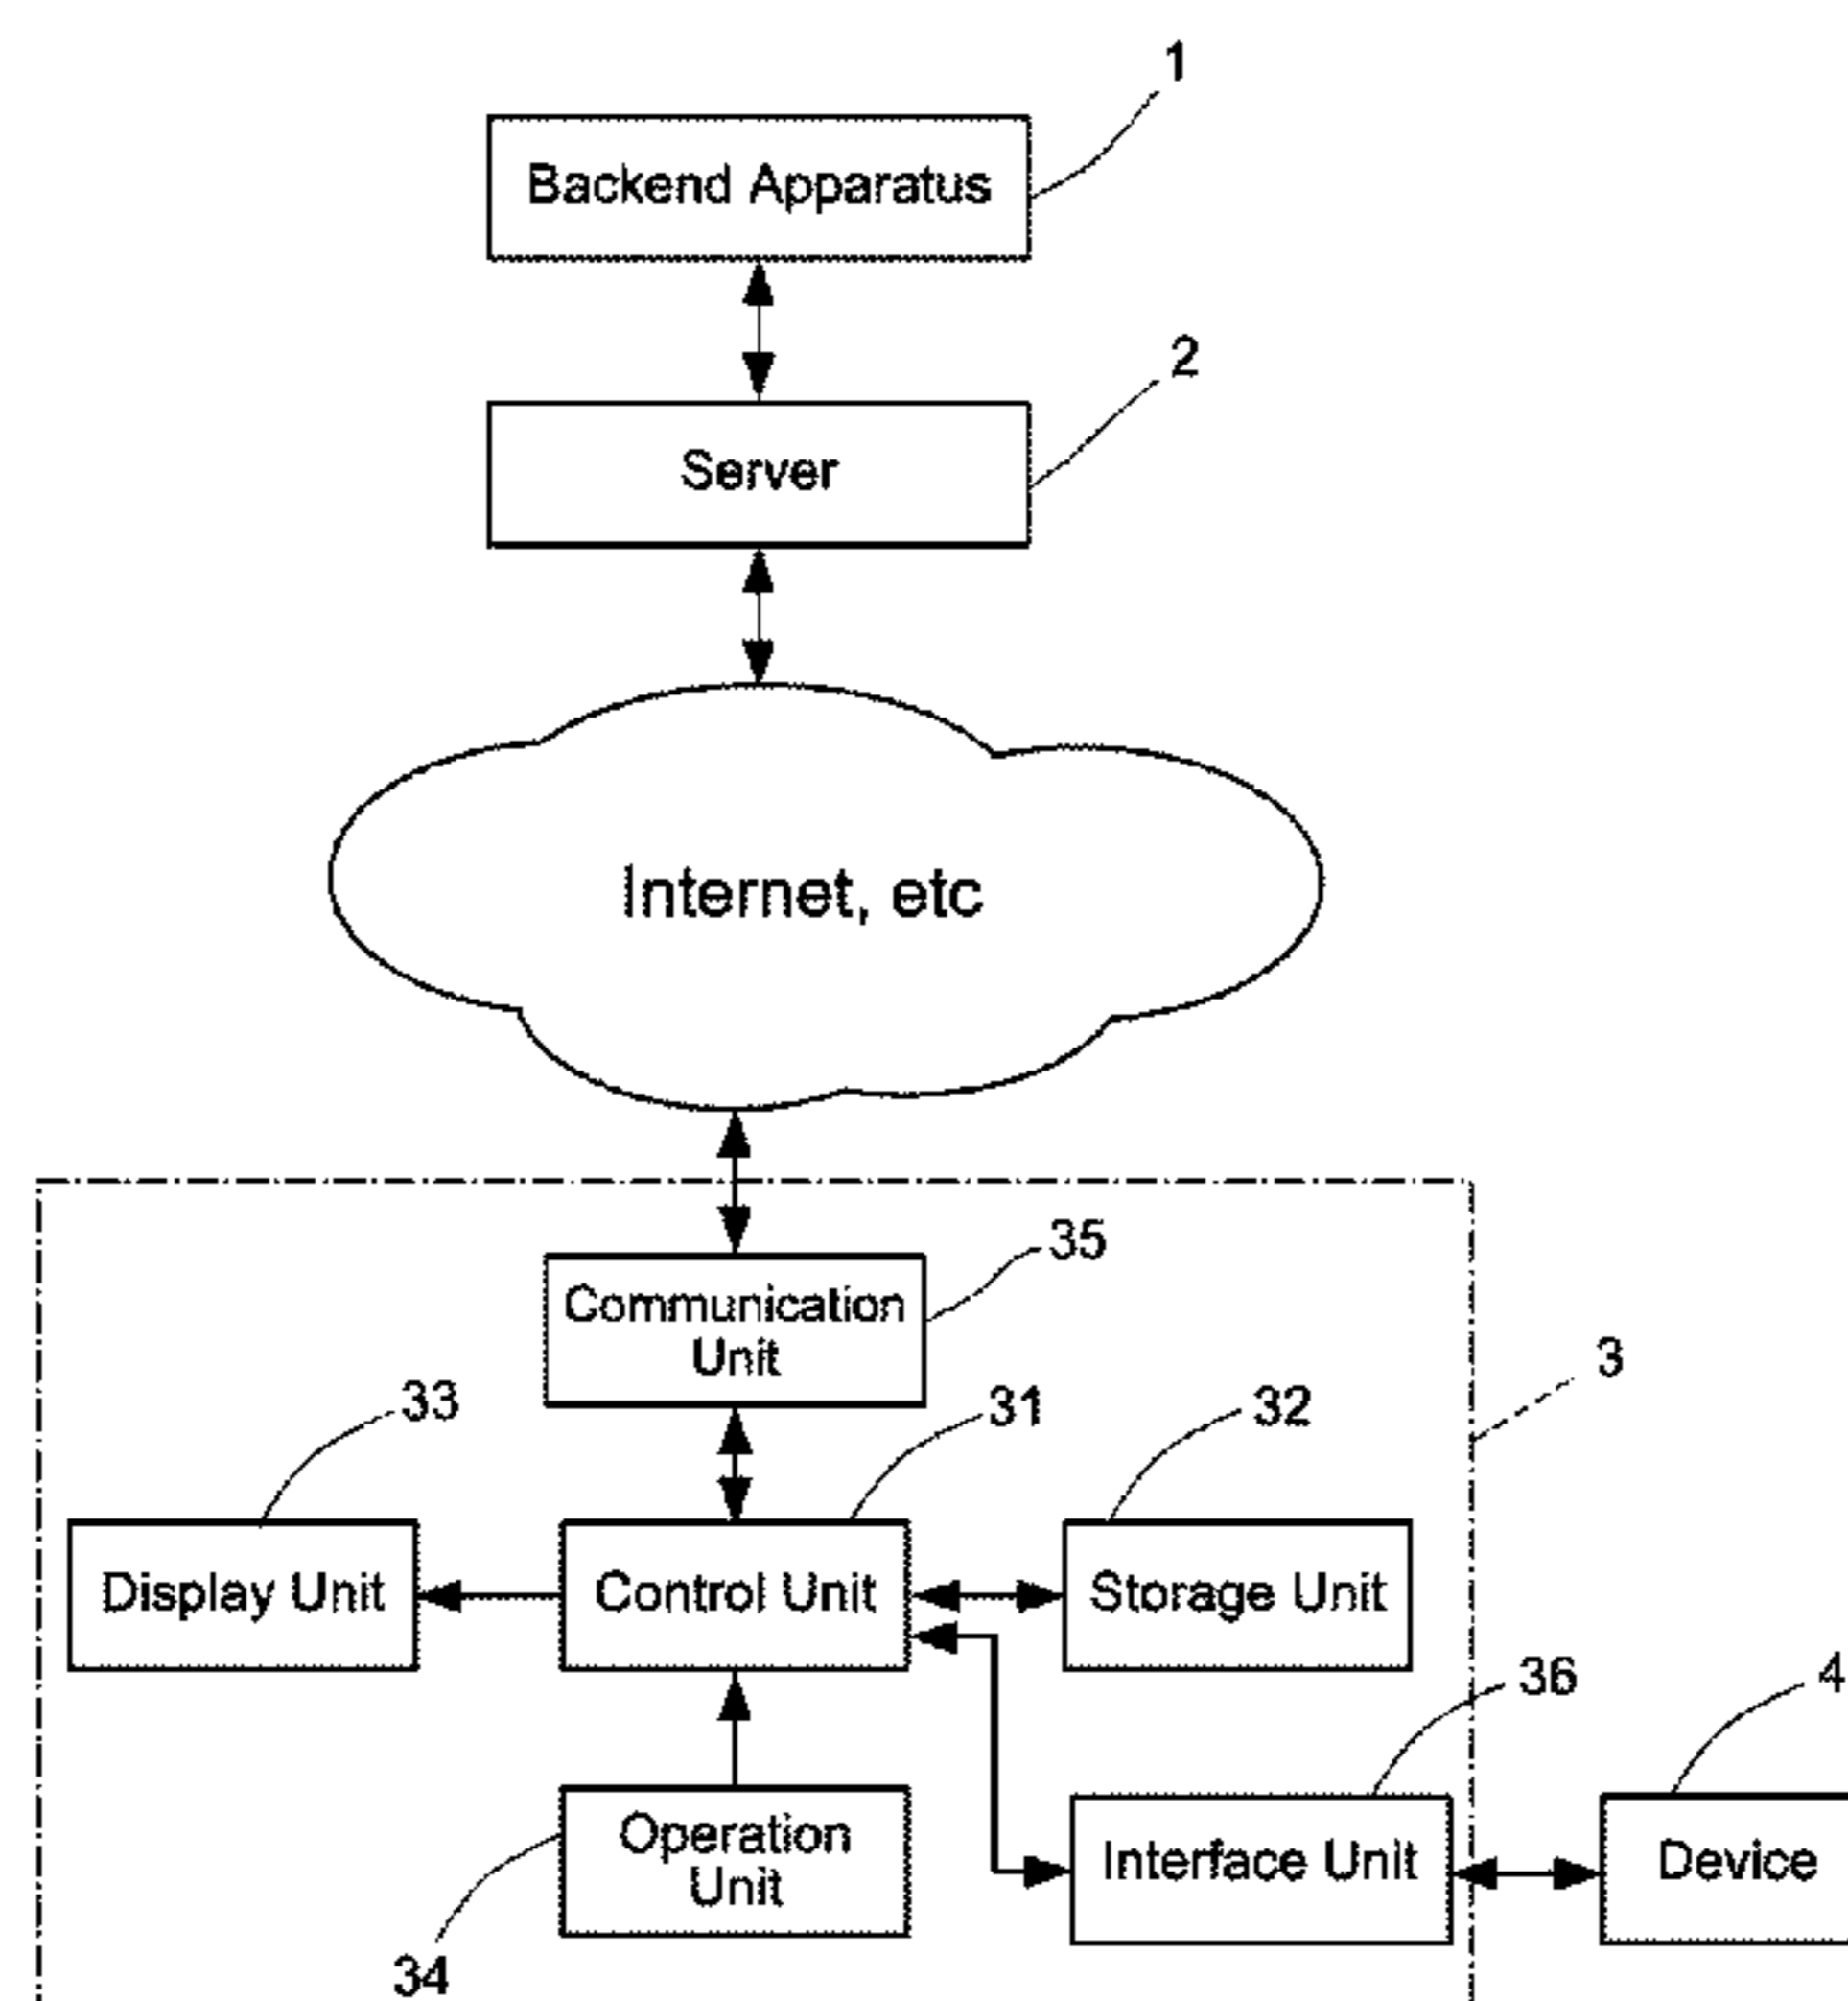 1
Backend Apparatus
2
Server
Internet, etc
35
Communication
Unit
3
33
31
32
Display Unit
Control Unit
Storage Unit
36
4
Operation
Unit
Interface Unit
Device
34